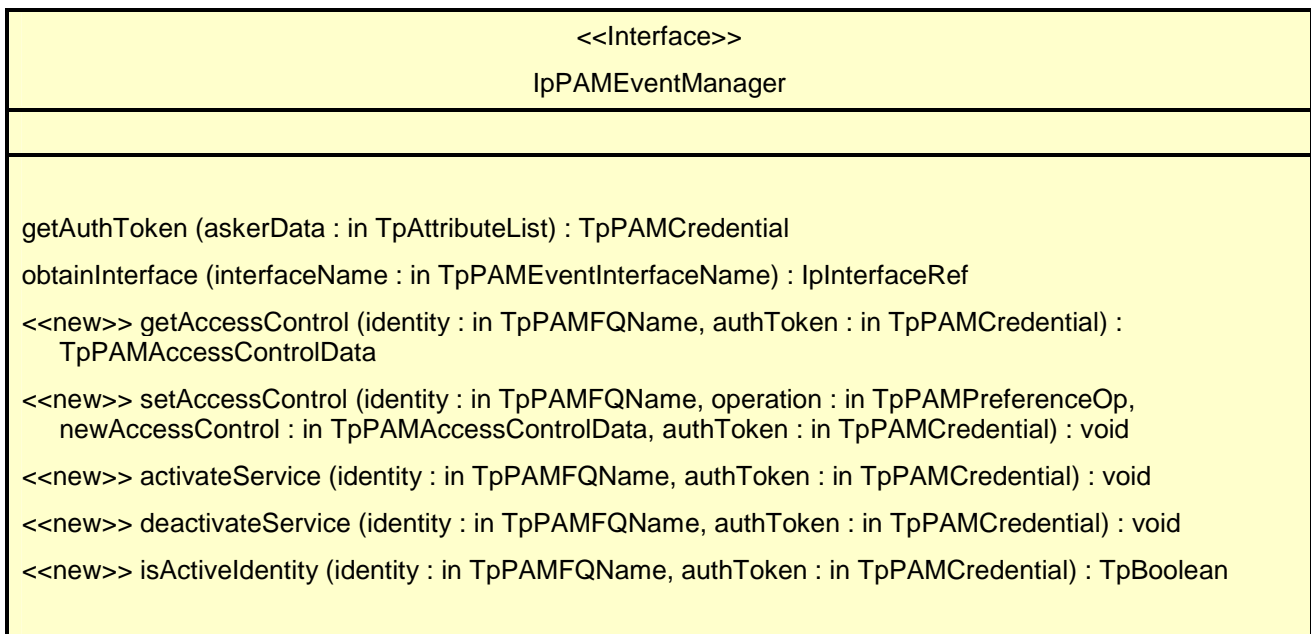 <<Interface>>
IpPAMEventManager
getAuthToken (askerData : in TpAttributeList) : TpPAMCredential
obtainInterface (interfaceName : in TpPAMEventInterfaceName) : IpInterfaceRef
<<new>> getAccessControl (identity : in TpPAMFQName, authToken : in TpPAMCredential) :
TpPAMAccessControlData
<<new>> setAccessControl (identity : in TpPAMFQName, operation : in TpPAMPreferenceOp,
newAccessControl : in TpPAMAccessControlData, authToken : in TpPAMCredential) : void
<<new>> activateService (identity : in TpPAMFQName, authToken : in TpPAMCredential) : void
<<new>> deactivateService (identity : in TpPAMFQName, authToken : in TpPAMCredential) : void
<<new>> isActiveIdentity (identity : in TpPAMFQName, authToken : in TpPAMCredential) : TpBoolean